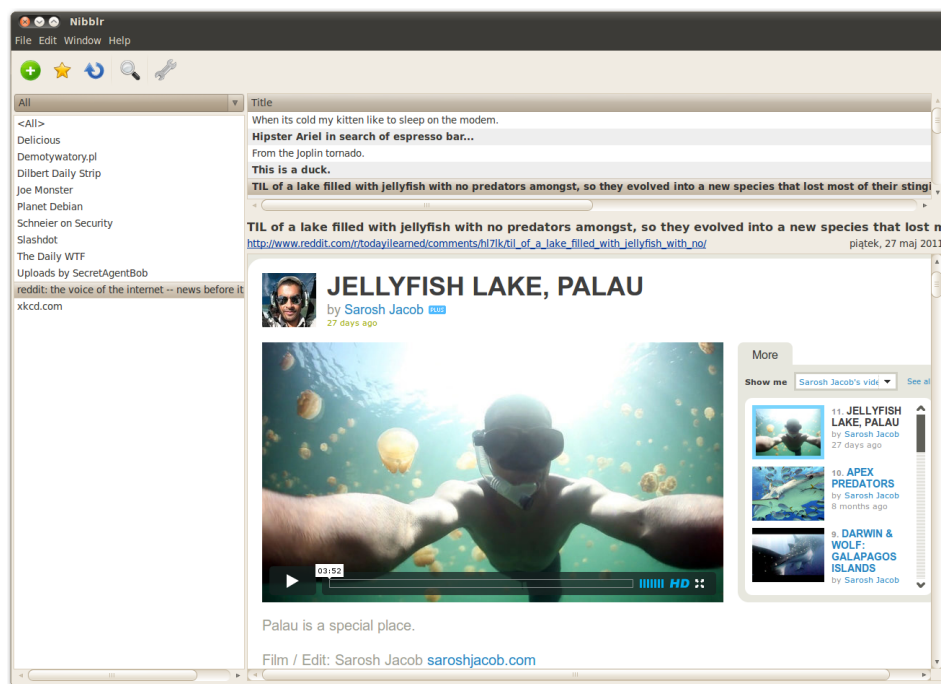 Nibblr
File Edit Window Help
All
<All>
Delicious
Demotywatory.pl
Dilbert Daily Strip
Joe Monster
Planet Debian
Schneier on Security
Slashdot
The Daily WTF
Uploads by SecretAgentBob
reddit: the voice of the internet -- news before it
xkcd.com
Title
When its cold my kitten like to sleep on the modem.
Hipster Ariel in search of espresso bar...
From the Joplin tornado.
This is a duck.
TIL of a lake filled with jellyfish with no predators amongst, so they evolved into a new species that lost most of their stingi
TIL of a lake filled with jellyfish with no predators amongst, so they evolved into a new species that lost n
http://www.reddit.com/r/todayilearned/comments/hl7lk/til_of_a_lake_filled_with_jellyfish_with_no/
piątek, 27 maj 2011
JELLYFISH LAKE, PALAU
by Sarosh Jacob PLUS
27 days ago
03:52
HD
More
Show me Sarosh Jacob's vide See al
11. JELLYFISH
LAKE, PALAU
by Sarosh Jacob
27 days ago
10. APEX
PREDATORS
by Sarosh Jacob
8 months ago
9. DARWIN &
WOLF:
GALAPAGOS
ISLANDS
by Sarosh Jacob
Palau is a special place.
Film / Edit: Sarosh Jacob saroshjacob.com